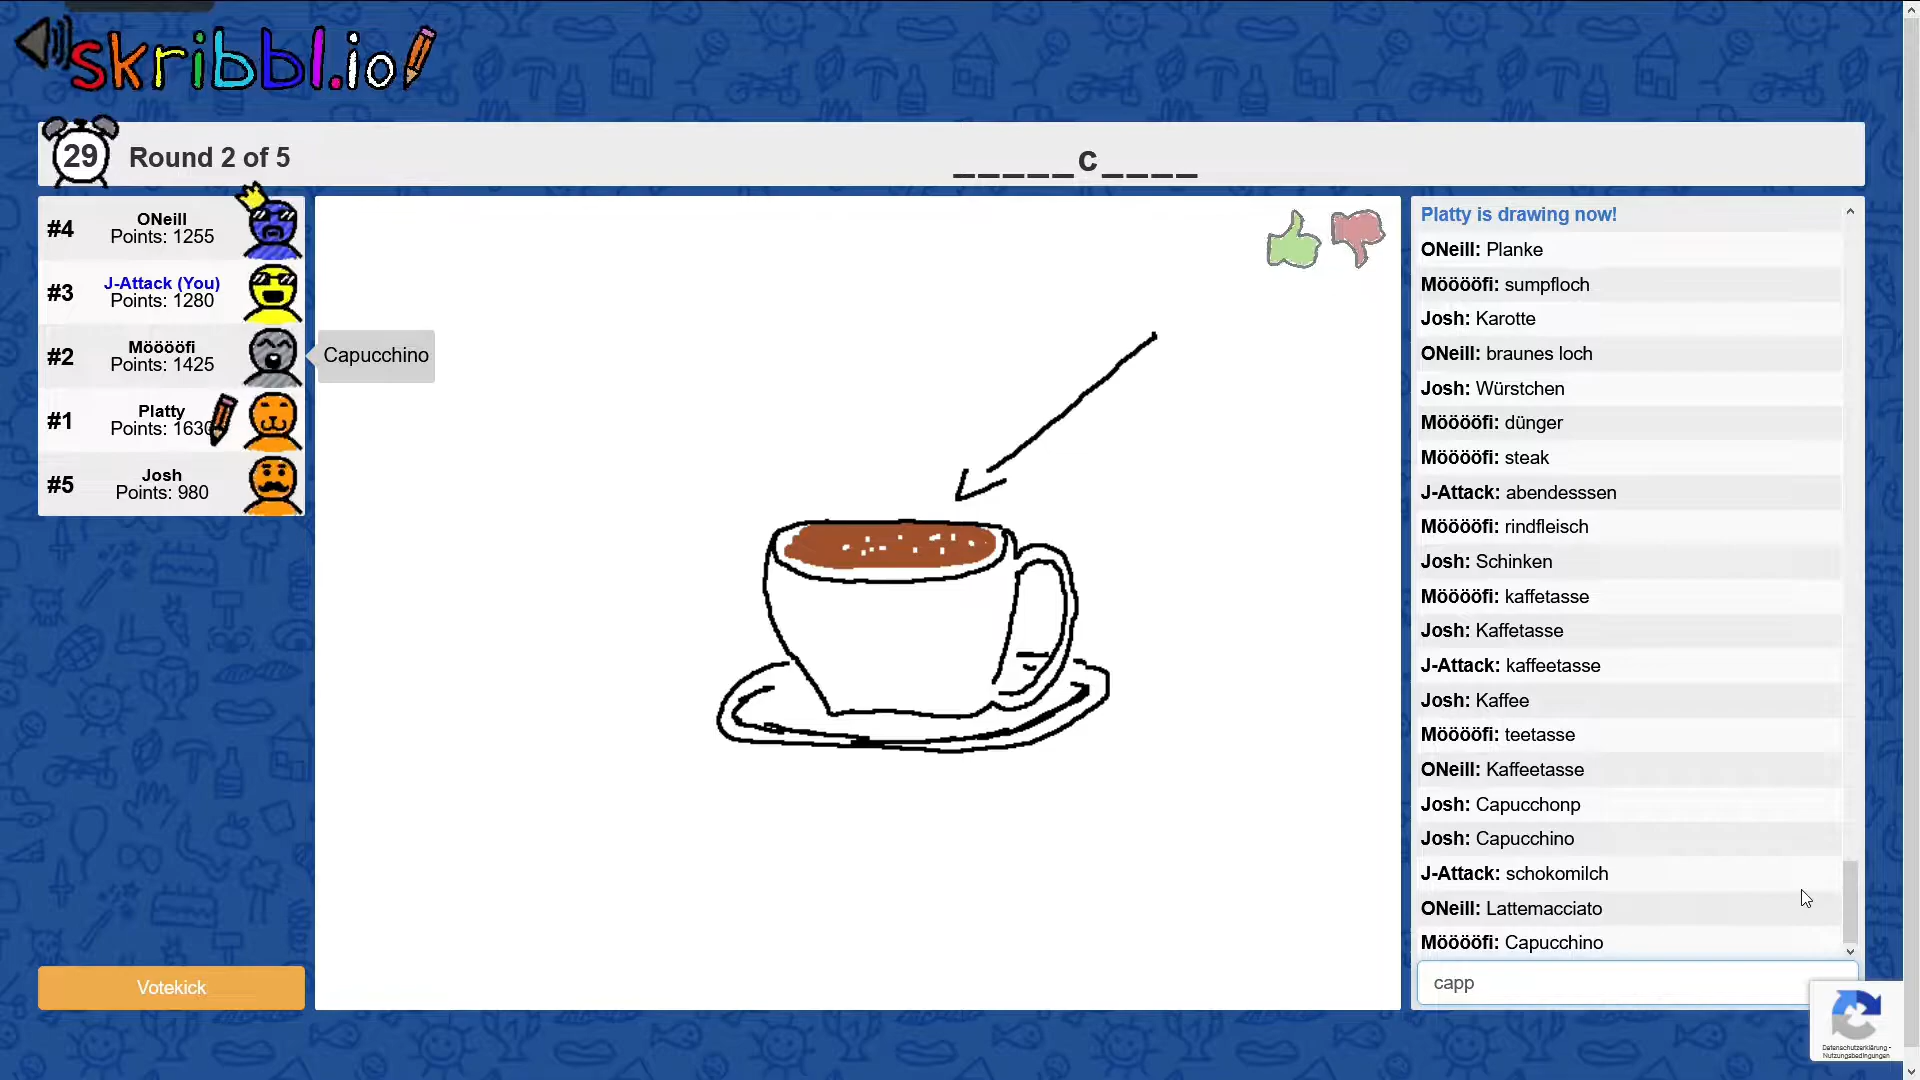 skribbl.io
29
Round 2 of 5
_____c____
#4
ONeill
Points: 1255
#3
J-Attack (You)
Points: 1280
#2
Mööööfi
Points: 1425
Capucchino
#1
Platty
Points: 1630
#5
Josh
Points: 980
Votekick
Platty is drawing now!
ONeill: Planke
Mööööfi: sumpfloch
Josh: Karotte
ONeill: braunes loch
Josh: Würstchen
Mööööfi: dünger
Mööööfi: steak
J-Attack: abendesssen
Mööööfi: rindfleisch
Josh: Schinken
Mööööfi: kaffetasse
Josh: Kaffetasse
J-Attack: kaffeetasse
Josh: Kaffee
Mööööfi: teetasse
ONeill: Kaffeetasse
Josh: Capucchonp
Josh: Capucchino
J-Attack: schokomilch
ONeill: Lattemacciato
Mööööfi: Capucchino
capp
Datenschutzerklärung -
Nutzungsbedingungen